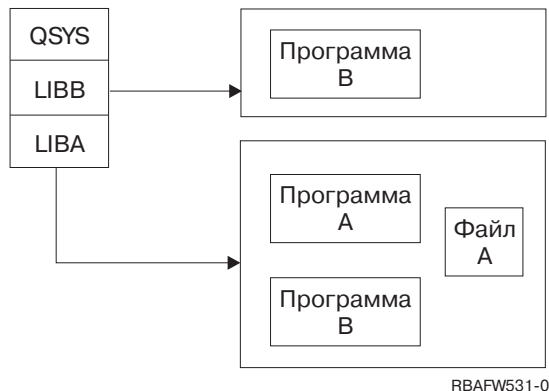 QSYS
LIBB
LIBA
Программа
B
Программа
A
Файл
A
Программа
B
RBAFW531-0